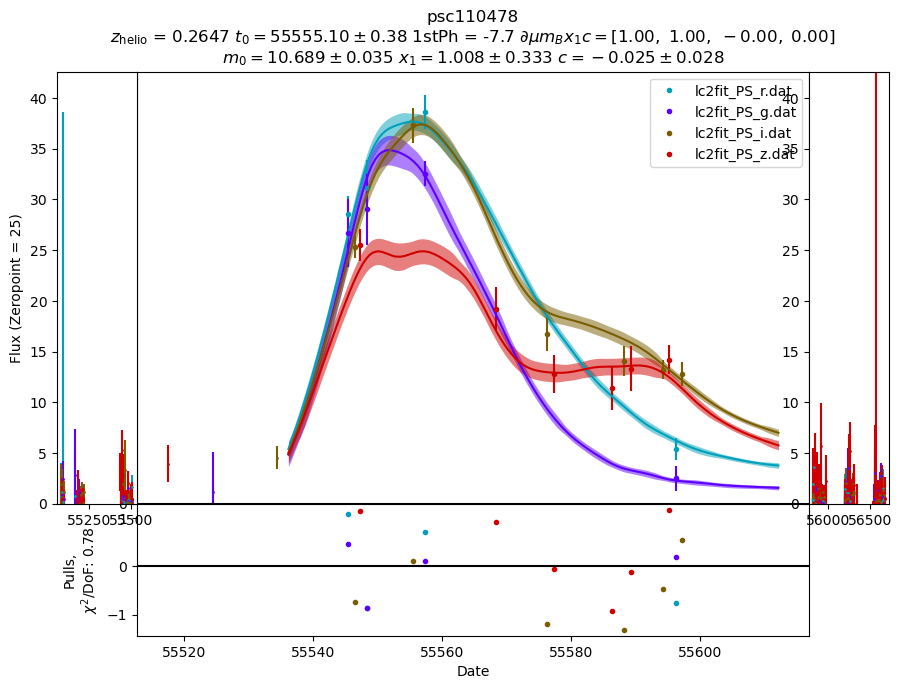 psc110478
z_helio = 0.2647 t_0 = 55555.10 ± 0.38 1stPh = -7.7 ∂μm_Bx_1c = [1.00, 1.00, −0.00, 0.00]
m_0 = 10.689 ± 0.035 x_1 = 1.008 ± 0.333 c = −0.025 ± 0.028
lc2fit_PS_r.dat
lc2fit_PS_g.dat
lc2fit_PS_i.dat
lc2fit_PS_z.dat
Flux (Zeropoint = 25)
40
35
30
25
20
15
10
5
0
40
35
30
25
20
15
10
5
0
55250
55500
56000
56500
Pulls,
χ²/DoF: 0.78
0
−1
55520
55540
55560
55580
55600
Date